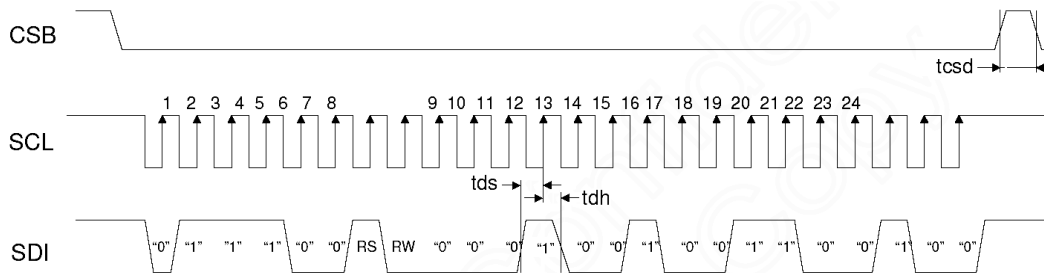 CSB
tcsd
1 2 3 4 5 6 7 8 9 10 11 12 13 14 15 16 17 18 19 20 21 22 23 24
SCL
tds
tdh
SDI “0” “1” “1” “1” “0” “0” RS RW “0” “0” “0” “1” “0” “0” “1” “0” “0” “1” “1” “0” “0” “1” “0” “0”